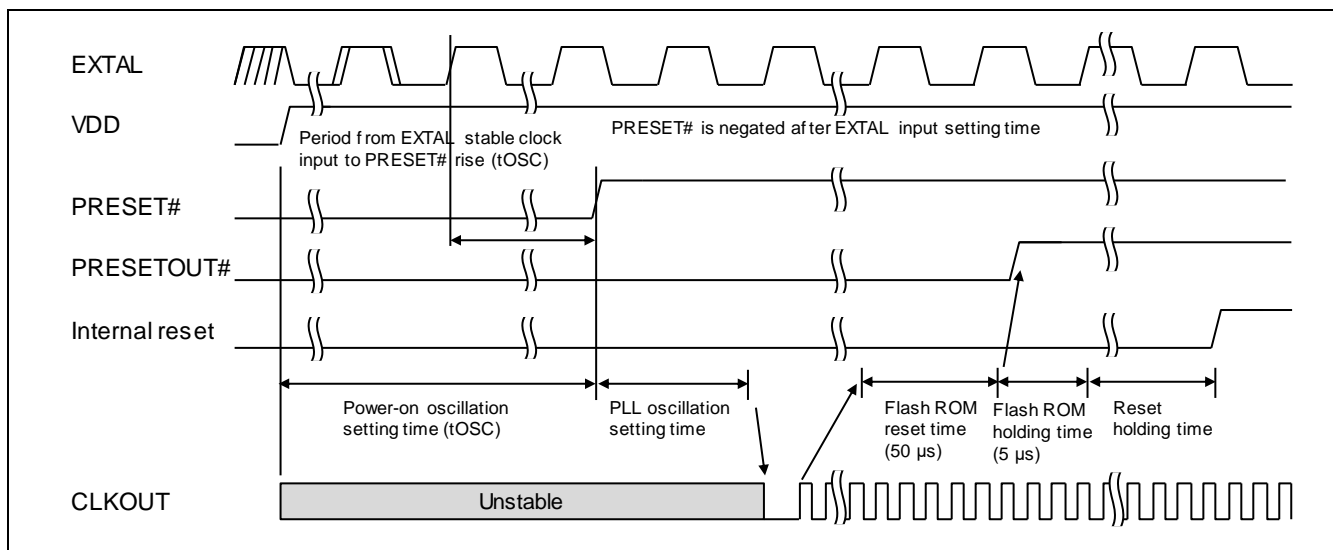 EXTAL
VDD
Period from EXTAL stable clock
input to PRESET# rise (tOSC)
PRESET# is negated after EXTAL input setting time
PRESET#
PRESETOUT#
Internal reset
Power-on oscillation
setting time (tOSC)
PLL oscillation
setting time
Flash ROM
reset time
(50 µs)
Flash ROM
holding time
(5 µs)
Reset
holding time
CLKOUT
Unstable